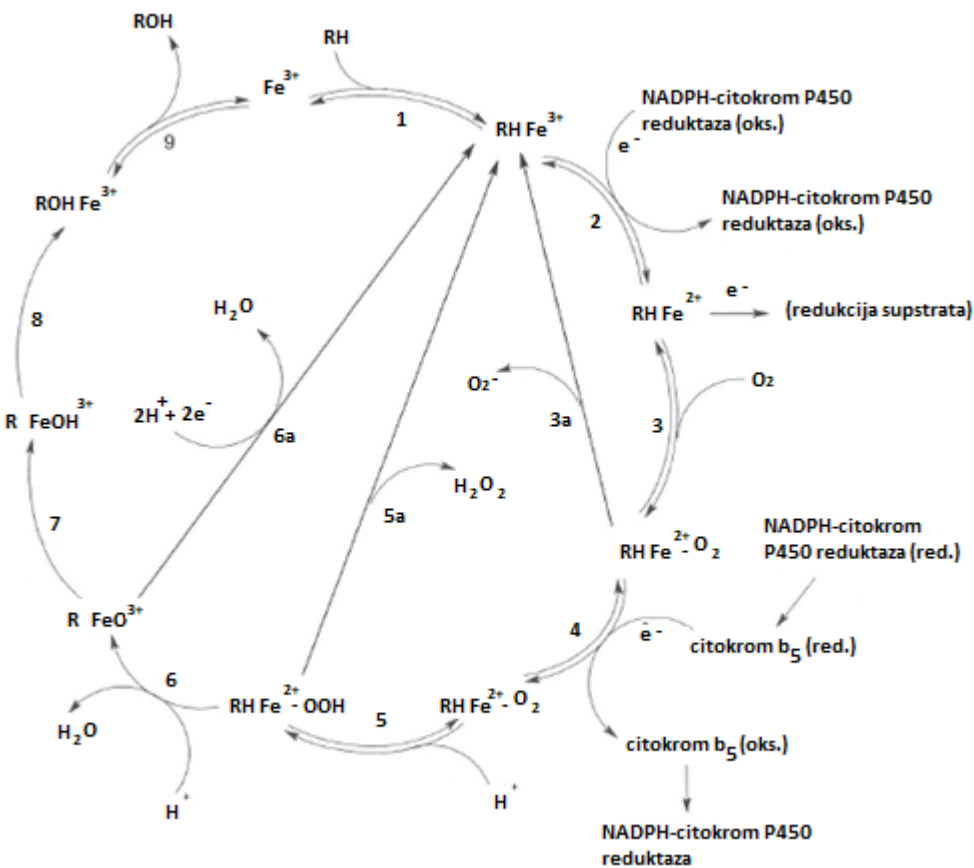 ROH
RH
Fe3+
1
9
RH Fe3+
NADPH-citokrom P450
reduktaza (oks.)
e-
2
NADPH-citokrom P450
reduktaza (oks.)
ROH Fe3+
8
H2O
RH Fe2+
e-
(redukcija supstrata)
O2-
3a
3
O2
R FeOH3+
2H+ + 2e-
6a
7
5a
H2O2
RH Fe2+- O2
NADPH-citokrom
P450 reduktaza (red.)
R FeO3+
4
e-
citokrom b5 (red.)
6
H2O
RH Fe2+- OOH
5
RH Fe2+- O2
citokrom b5 (oks.)
H+
H+
NADPH-citokrom P450
reduktaza